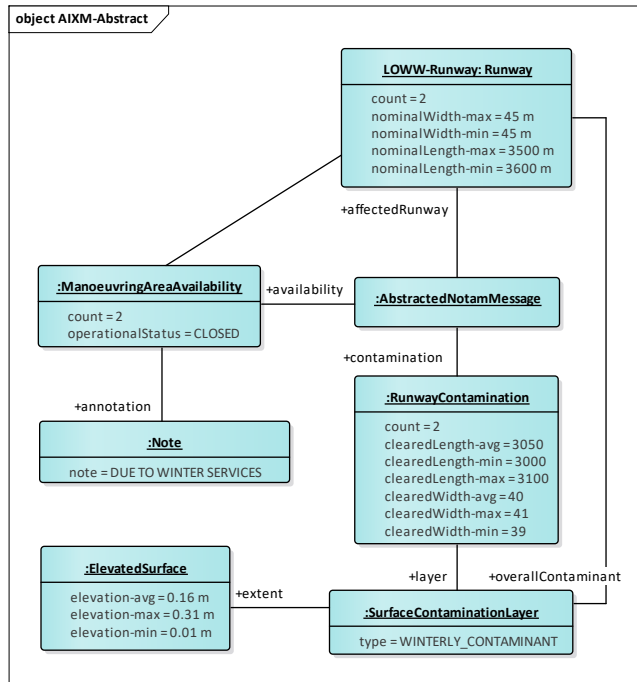 object AIXM-Abstract
LOWW-Runway: Runway
count = 2
nominalWidth-max = 45 m
nominalWidth-min = 45 m
nominalLength-max = 3500 m
nominalLength-min = 3600 m
+affectedRunway
:ManoeuvringAreaAvailability
count = 2
operationalStatus = CLOSED
+availability
:AbstractedNotamMessage
+contamination
+annotation
:Note
note = DUE TO WINTER SERVICES
:RunwayContamination
count = 2
clearedLength-avg = 3050
clearedLength-min = 3000
clearedLength-max = 3100
clearedWidth-avg = 40
clearedWidth-max = 41
clearedWidth-min = 39
+layer
+overallContaminant
:ElevatedSurface
elevation-avg = 0.16 m
elevation-max = 0.31 m
elevation-min = 0.01 m
+extent
:SurfaceContaminationLayer
type = WINTERLY_CONTAMINANT